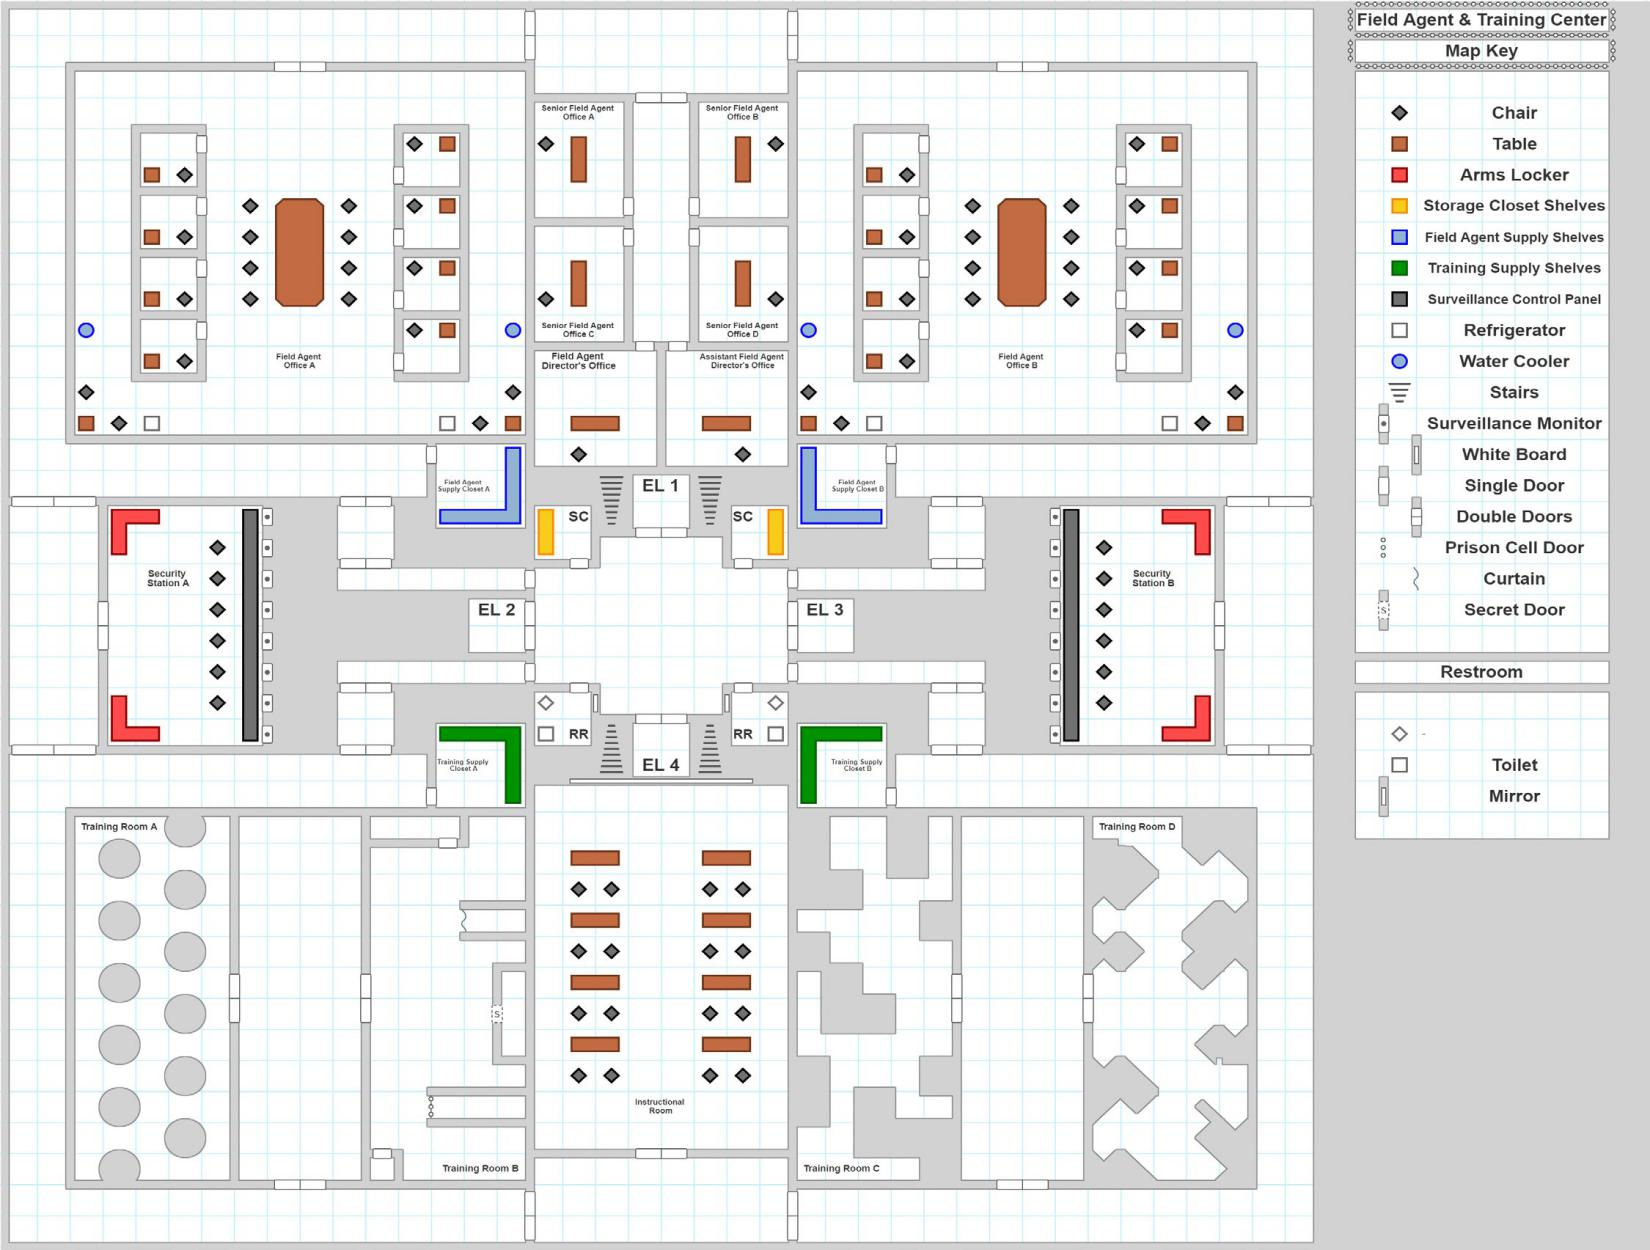 Field Agent & Training Center
Map Key
Chair
Table
Arms Locker
Storage Closet Shelves
Field Agent Supply Shelves
Training Supply Shelves
Surveillance Control Panel
Refrigerator
Water Cooler
Stairs
Surveillance Monitor
White Board
Single Door
Double Doors
Prison Cell Door
Curtain
S
Secret Door
Restroom
-
Toilet
Mirror
Senior Field Agent
Office A
Senior Field Agent
Office B
Senior Field Agent
Office C
Senior Field Agent
Office D
Field Agent
Office A
Field Agent
Director's Office
Assistant Field Agent
Director's Office
Field Agent
Office B
Field Agent
Supply Closet A
EL 1
Field Agent
Supply Closet B
SC
SC
Security
Station A
Security
Station B
EL 2
EL 3
RR
RR
Training Supply
Closet A
EL 4
Training Supply
Closet B
Training Room A
Training Room D
S
Instructional
Room
Training Room B
Training Room C